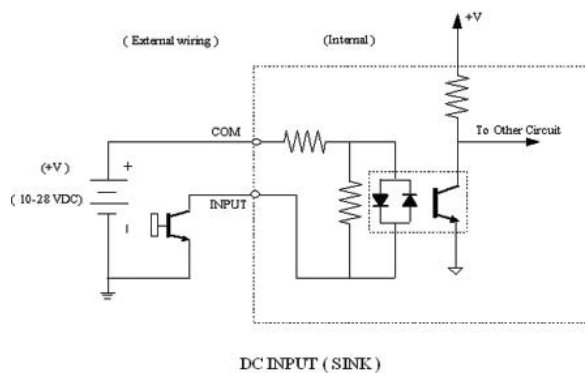 ( External wiring)
(Internal )
+V
COM
To Other Circuit
(+V)
+
( 10-28 VDC)
INPUT
DC INPUT ( SINK )